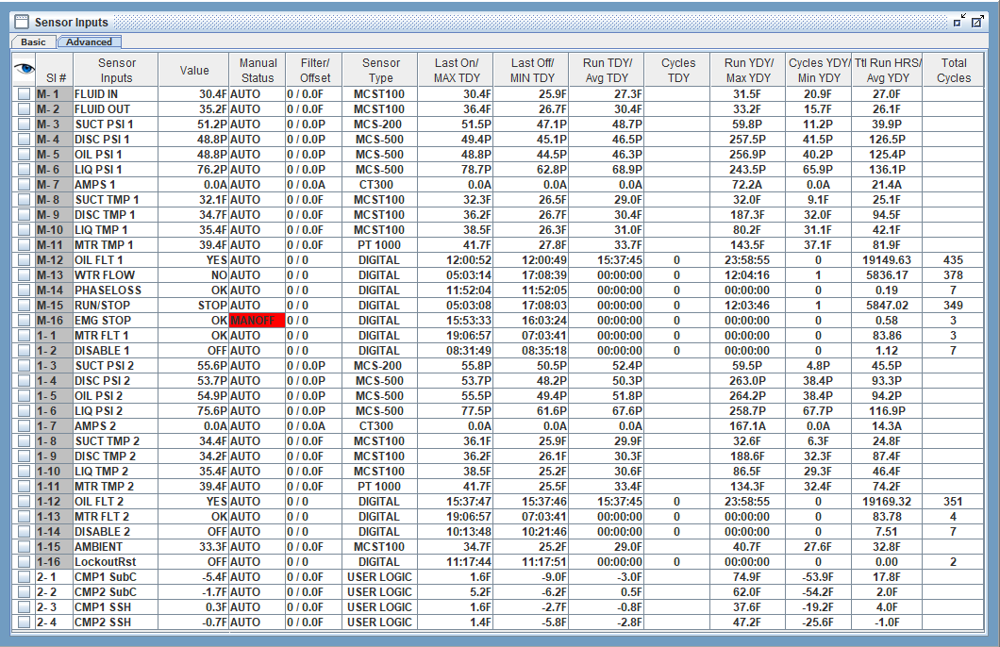 Sensor Inputs
Basic Advanced
SI # Sensor Inputs Value Manual Status Filter/ Offset Sensor Type Last On/ MAX TDY Last Off/ MIN TDY Run TDY/ Avg TDY Cycles TDY Run YDY/ Max YDY Cycles YDY/ Min YDY Ttl Run HRS/ Avg YDY Total Cycles
M- 1 FLUID IN 30.4F AUTO 0 / 0.0F MCST100 30.4F 25.9F 27.3F 31.5F 20.9F 27.0F
M- 2 FLUID OUT 35.2F AUTO 0 / 0.0F MCST100 36.4F 26.7F 30.4F 33.2F 15.7F 26.1F
M- 3 SUCT PSI 1 51.2P AUTO 0 / 0.0P MCS-200 51.5P 47.1P 48.7P 59.8P 11.2P 39.9P
M- 4 DISC PSI 1 48.8P AUTO 0 / 0.0P MCS-500 49.4P 45.1P 46.5P 257.5P 41.5P 126.5P
M- 5 OIL PSI 1 48.8P AUTO 0 / 0.0P MCS-500 48.8P 44.5P 46.3P 256.9P 40.2P 125.4P
M- 6 LIQ PSI 1 76.2P AUTO 0 / 0.0P MCS-500 78.7P 62.8P 68.9P 243.5P 65.9P 136.1P
M- 7 AMPS 1 0.0A AUTO 0 / 0.0A CT300 0.0A 0.0A 0.0A 72.2A 0.0A 21.4A
M- 8 SUCT TMP 1 32.1F AUTO 0 / 0.0F MCST100 32.3F 26.5F 29.0F 32.0F 9.1F 25.1F
M- 9 DISC TMP 1 34.7F AUTO 0 / 0.0F MCST100 36.2F 26.7F 30.4F 187.3F 32.0F 94.5F
M-10 LIQ TMP 1 35.4F AUTO 0 / 0.0F MCST100 38.5F 26.3F 31.0F 80.2F 31.1F 42.1F
M-11 MTR TMP 1 39.4F AUTO 0 / 0.0F PT 1000 41.7F 27.8F 33.7F 143.5F 37.1F 81.9F
M-12 OIL FLT 1 YES AUTO 0 / 0 DIGITAL 12:00:52 12:00:49 15:37:45 0 23:58:55 0 19149.63 435
M-13 WTR FLOW NO AUTO 0 / 0 DIGITAL 05:03:14 17:08:39 00:00:00 0 12:04:16 1 5836.17 378
M-14 PHASELOSS OK AUTO 0 / 0 DIGITAL 11:52:04 11:52:05 00:00:00 0 00:00:00 0 0.19 7
M-15 RUN/STOP STOP AUTO 0 / 0 DIGITAL 05:03:08 17:08:03 00:00:00 0 12:03:46 1 5847.02 349
M-16 EMG STOP OK MANOFF 0 / 0 DIGITAL 15:53:33 16:03:24 00:00:00 0 00:00:00 0 0.58 3
1- 1 MTR FLT 1 OK AUTO 0 / 0 DIGITAL 19:06:57 07:03:41 00:00:00 0 00:00:00 0 83.86 3
1- 2 DISABLE 1 OFF AUTO 0 / 0 DIGITAL 08:31:49 08:35:18 00:00:00 0 00:00:00 0 1.12 7
1- 3 SUCT PSI 2 55.6P AUTO 0 / 0.0P MCS-200 55.8P 50.5P 52.4P 59.5P 4.8P 45.5P
1- 4 DISC PSI 2 53.7P AUTO 0 / 0.0P MCS-500 53.7P 48.2P 50.3P 263.0P 38.4P 93.3P
1- 5 OIL PSI 2 54.9P AUTO 0 / 0.0P MCS-500 55.5P 49.4P 51.8P 264.2P 38.4P 94.2P
1- 6 LIQ PSI 2 75.6P AUTO 0 / 0.0P MCS-500 77.5P 61.6P 67.6P 258.7P 67.7P 116.9P
1- 7 AMPS 2 0.0A AUTO 0 / 0.0A CT300 0.0A 0.0A 0.0A 167.1A 0.0A 14.3A
1- 8 SUCT TMP 2 34.4F AUTO 0 / 0.0F MCST100 36.1F 25.9F 29.9F 32.6F 6.3F 24.8F
1- 9 DISC TMP 2 34.2F AUTO 0 / 0.0F MCST100 36.2F 26.1F 30.3F 188.6F 32.3F 87.4F
1-10 LIQ TMP 2 35.4F AUTO 0 / 0.0F MCST100 38.5F 25.2F 30.6F 86.5F 29.3F 46.4F
1-11 MTR TMP 2 39.4F AUTO 0 / 0.0F PT 1000 41.7F 25.5F 33.4F 134.3F 32.4F 74.2F
1-12 OIL FLT 2 YES AUTO 0 / 0 DIGITAL 15:37:47 15:37:46 15:37:45 0 23:58:55 0 19169.32 351
1-13 MTR FLT 2 OK AUTO 0 / 0 DIGITAL 19:06:57 07:03:41 00:00:00 0 00:00:00 0 83.78 4
1-14 DISABLE 2 OFF AUTO 0 / 0 DIGITAL 10:13:48 10:21:46 00:00:00 0 00:00:00 0 7.51 7
1-15 AMBIENT 33.3F AUTO 0 / 0.0F MCST100 34.7F 25.2F 29.0F 40.7F 27.6F 32.8F
1-16 LockoutRst OFF AUTO 0 / 0 DIGITAL 11:17:44 11:17:51 00:00:00 0 00:00:00 0 0.00 2
2- 1 CMP1 SubC -5.4F AUTO 0 / 0.0F USER LOGIC 1.6F -9.0F -3.0F 74.9F -53.9F 17.8F
2- 2 CMP2 SubC -1.7F AUTO 0 / 0.0F USER LOGIC 5.2F -6.2F 0.5F 62.0F -54.2F 2.0F
2- 3 CMP1 SSH 0.3F AUTO 0 / 0.0F USER LOGIC 1.6F -2.7F -0.8F 37.6F -19.2F 4.0F
2- 4 CMP2 SSH -0.7F AUTO 0 / 0.0F USER LOGIC 1.4F -5.8F -2.8F 47.2F -25.6F -1.0F